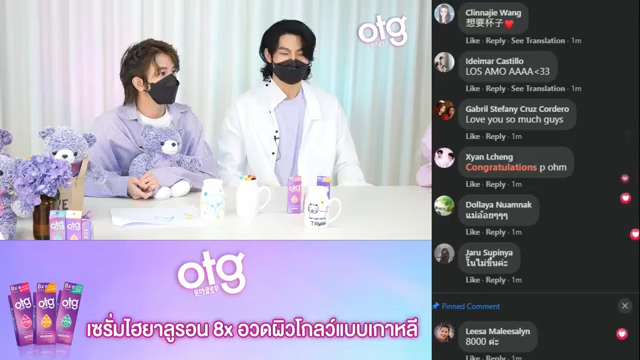 otg
Clinnajie Wang
想要杯子❤️
Like · Reply · See Translation · 1m
Ideimar Castillo
LOS AMO AAAA<33
Like · Reply · See Translation · 1m
Gabril Stefany Cruz Cordero
Love you so much guys
Like · Reply · 1m
Xyan Lcheng
Congratulations p ohm
Like · Reply · 1m
Dollaya Nuamnak
แม่อ้อยๆๆๆ
Like · Reply · 1m
Jaru Supinya
โนไม่ขึ้นค่ะ
Like · Reply · 1m
Pinned Comment
Leesa Maleesalyn
8000 ค่ะ
otg
เซรั่มไฮยาลูรอน 8x อวดผิวโกลว์แบบเกาหลี